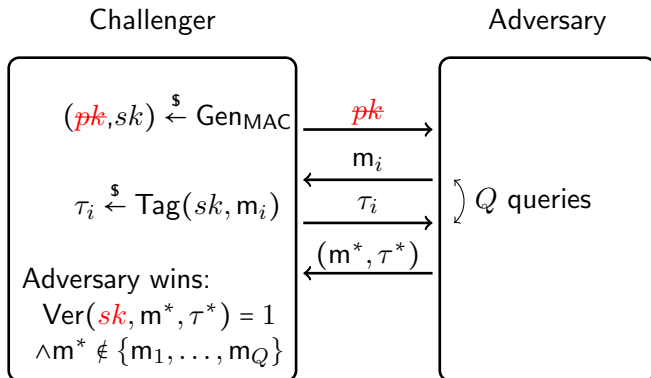 Challenger
Adversary
(pk,sk) $← Gen_MAC
pk
m_i
τ_i $← Tag(sk, m_i)
τ_i
Q queries
(m*, τ*)
Adversary wins:
Ver(sk, m*, τ*) = 1
∧m* ∉ {m_1, . . . , m_Q}